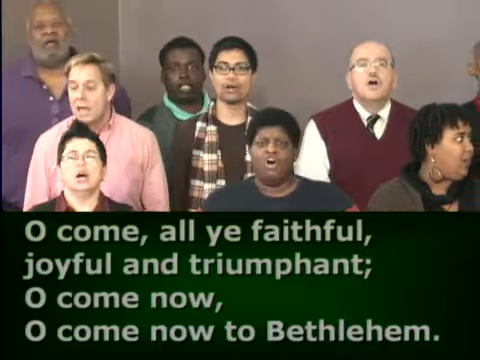 O come, all ye faithful,
joyful and triumphant;
O come now,
O come now to Bethlehem.